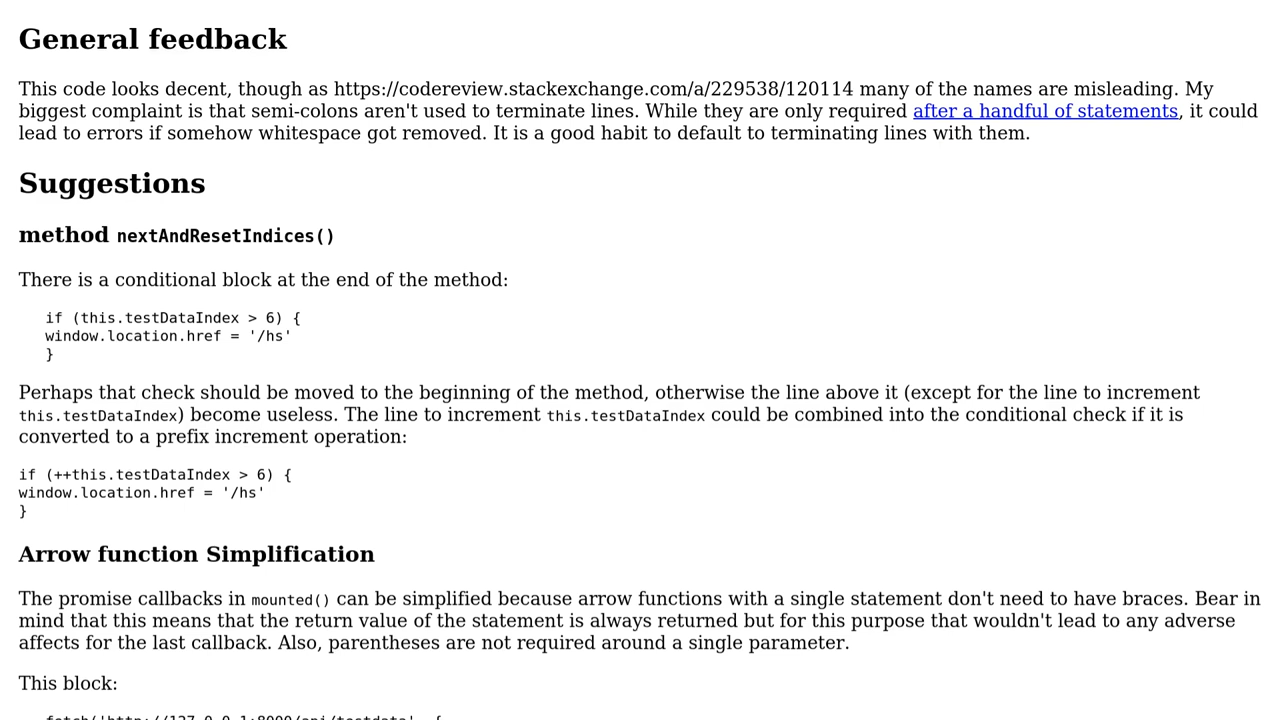 General feedback
This code looks decent, though as https://codereview.stackexchange.com/a/229538/120114 many of the names are misleading. My
biggest complaint is that semi-colons aren't used to terminate lines. While they are only required after a handful of statements, it could
lead to errors if somehow whitespace got removed. It is a good habit to default to terminating lines with them.
Suggestions
method nextAndResetIndices()
There is a conditional block at the end of the method:
if (this.testDataIndex > 6) {
window.location.href = '/hs'
}
Perhaps that check should be moved to the beginning of the method, otherwise the line above it (except for the line to increment
this.testDataIndex) become useless. The line to increment this.testDataIndex could be combined into the conditional check if it is
converted to a prefix increment operation:
if (++this.testDataIndex > 6) {
window.location.href = '/hs'
}
Arrow function Simplification
The promise callbacks in mounted() can be simplified because arrow functions with a single statement don't need to have braces. Bear in
mind that this means that the return value of the statement is always returned but for this purpose that wouldn't lead to any adverse
affects for the last callback. Also, parentheses are not required around a single parameter.
This block:
fetch('http://127.0.0.1:8000/api/testdata', {